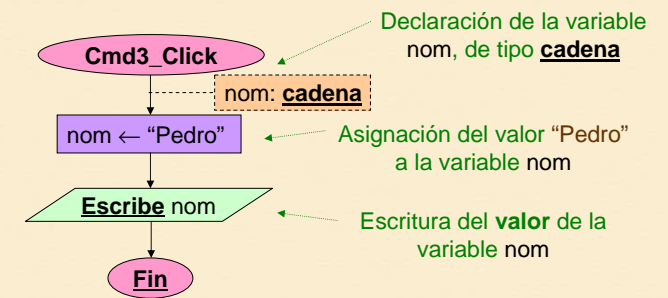 Declaración de la variable
nom, de tipo cadena
Cmd3_Click
nom: cadena
nom ← “Pedro”
Asignación del valor “Pedro”
a la variable nom
Escribe nom
Escritura del valor de la
variable nom
Fin